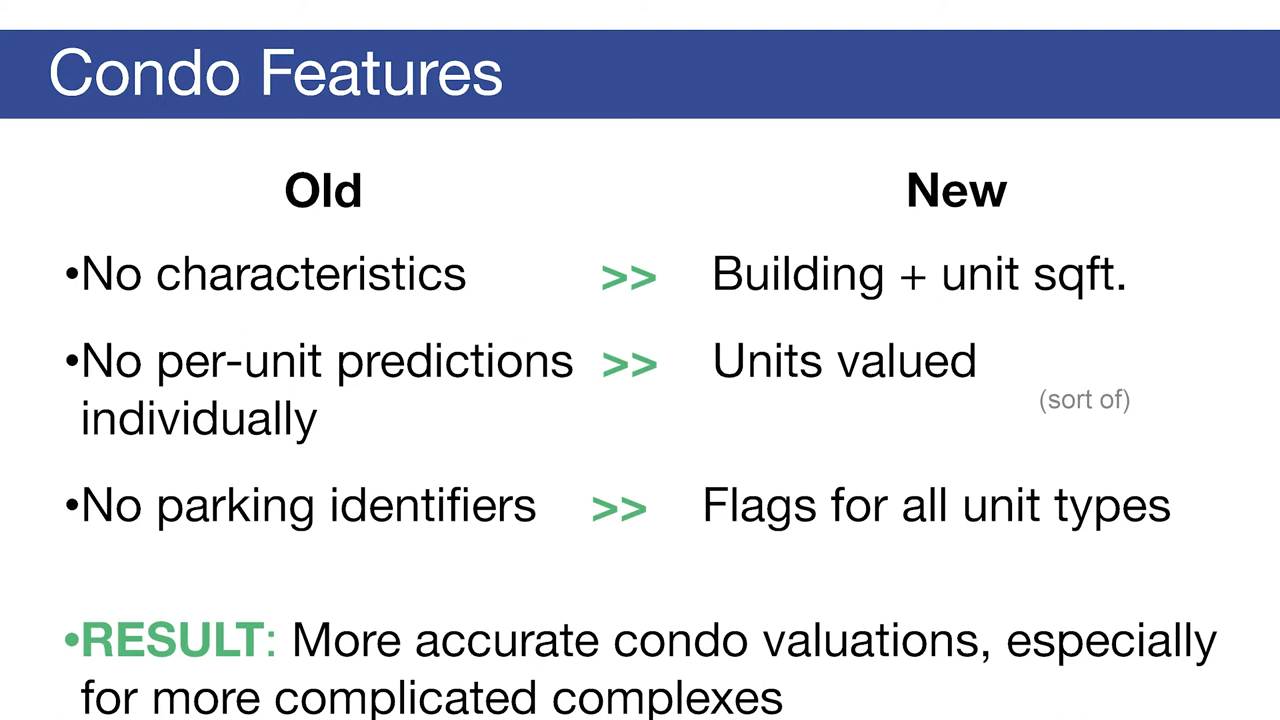 Condo Features
Old New
•No characteristics >> Building + unit sqft.
•No per-unit predictions >> Units valued
individually (sort of)
•No parking identifiers >> Flags for all unit types
•RESULT: More accurate condo valuations, especially
for more complicated complexes